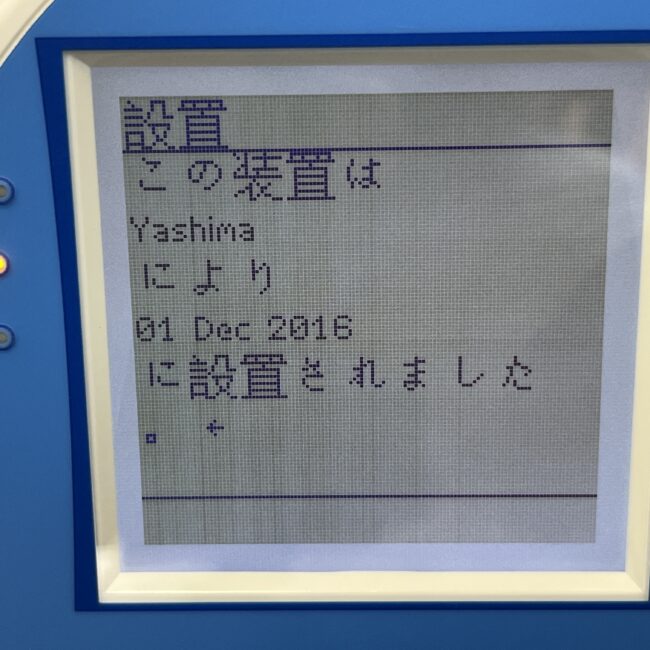 設置
この装置は
Yashima
により
01 Dec 2016
に設置されました
。 ←